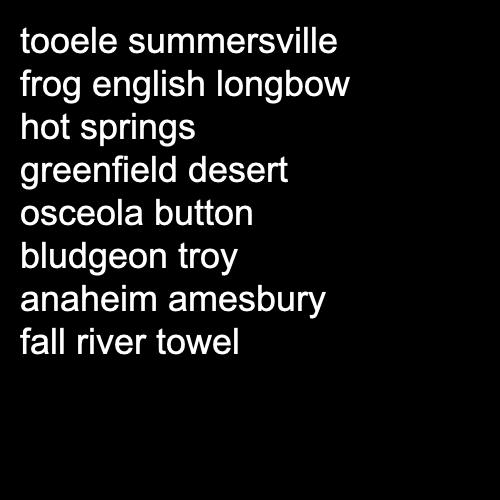 tooele summersville
frog english longbow
hot springs
greenfield desert
osceola button
bludgeon troy
anaheim amesbury
fall river towel